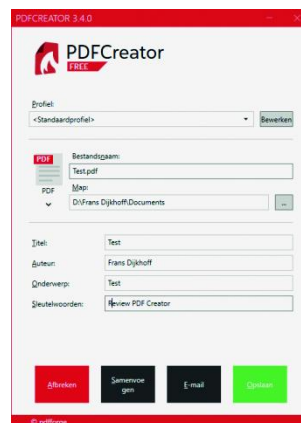 PDFCREATOR 3.4.0
PDFCreator
FREE
Profiel:
<Standaardprofiel>
Bewerken
Bestandsnaam:
PDF
Test.pdf
Map:
PDF
D:\Frans Dijkhoff\Documents
...
Titel:
Test
Auteur:
Frans Dijkhoff
Onderwerp:
Test
Sleutelwoorden:
Review PDF Creator
Afbreken
Samenvoe
gen
E-mail
Opslaan
© pdfforge